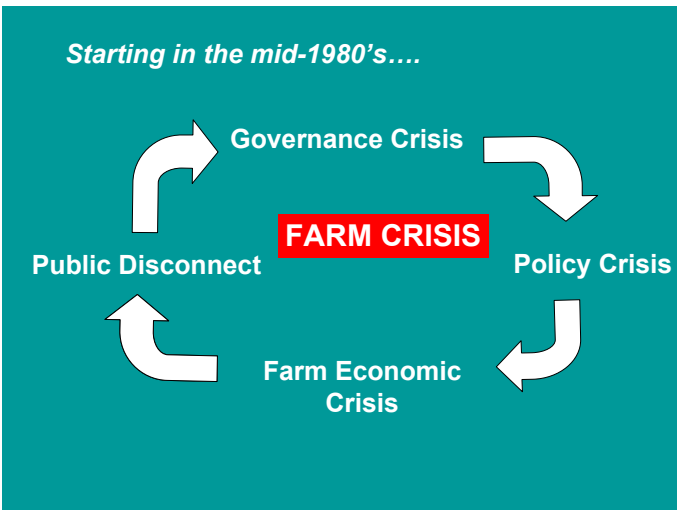 Starting in the mid-1980's….
Governance Crisis
FARM CRISIS
Public Disconnect
Policy Crisis
Farm Economic
Crisis